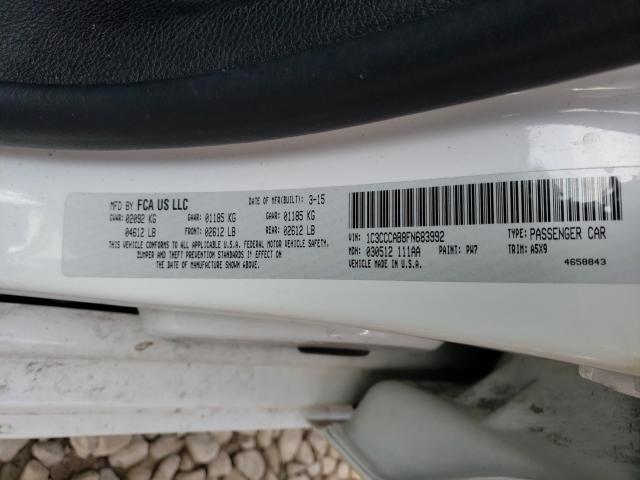 MFD BY FCA US LLC DATE OF MFR(BUILT): 3-15
GVWR: 02092 KG GAWR: 01185 KG GAWR: 01185 KG
04612 LB FRONT: 02612 LB REAR: 02612 LB
THIS VEHICLE CONFORMS TO ALL APPLICABLE U.S.A. FEDERAL MOTOR VEHICLE SAFETY,
BUMPER AND THEFT PREVENTION STANDARDS IN EFFECT ON
THE DATE OF MANUFACTURE SHOWN ABOVE.
VIN: 1C3CCCAB8FN683992 TYPE: PASSENGER CAR
MDH: 030512 111AA PAINT: PW7 TRIM: A5X9
VEHICLE MADE IN U.S.A. 4658843